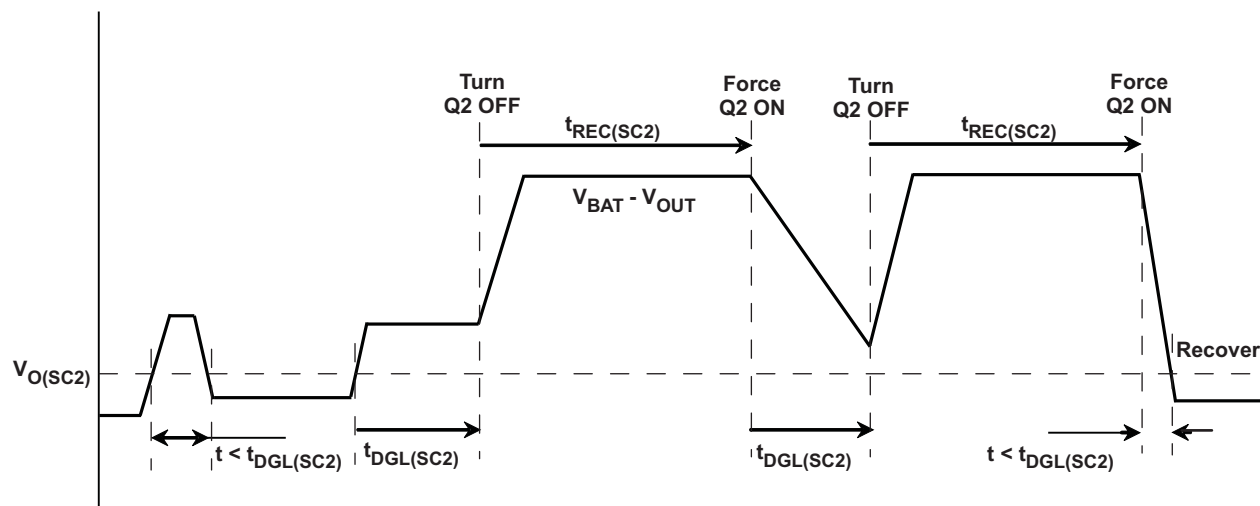 Turn
Q2 OFF
Force
Q2 ON
Turn
Q2 OFF
Force
Q2 ON
tREC(SC2)
tREC(SC2)
VBAT - VOUT
VO(SC2)
Recover
t < tDGL(SC2)
tDGL(SC2)
tDGL(SC2)
t < tDGL(SC2)